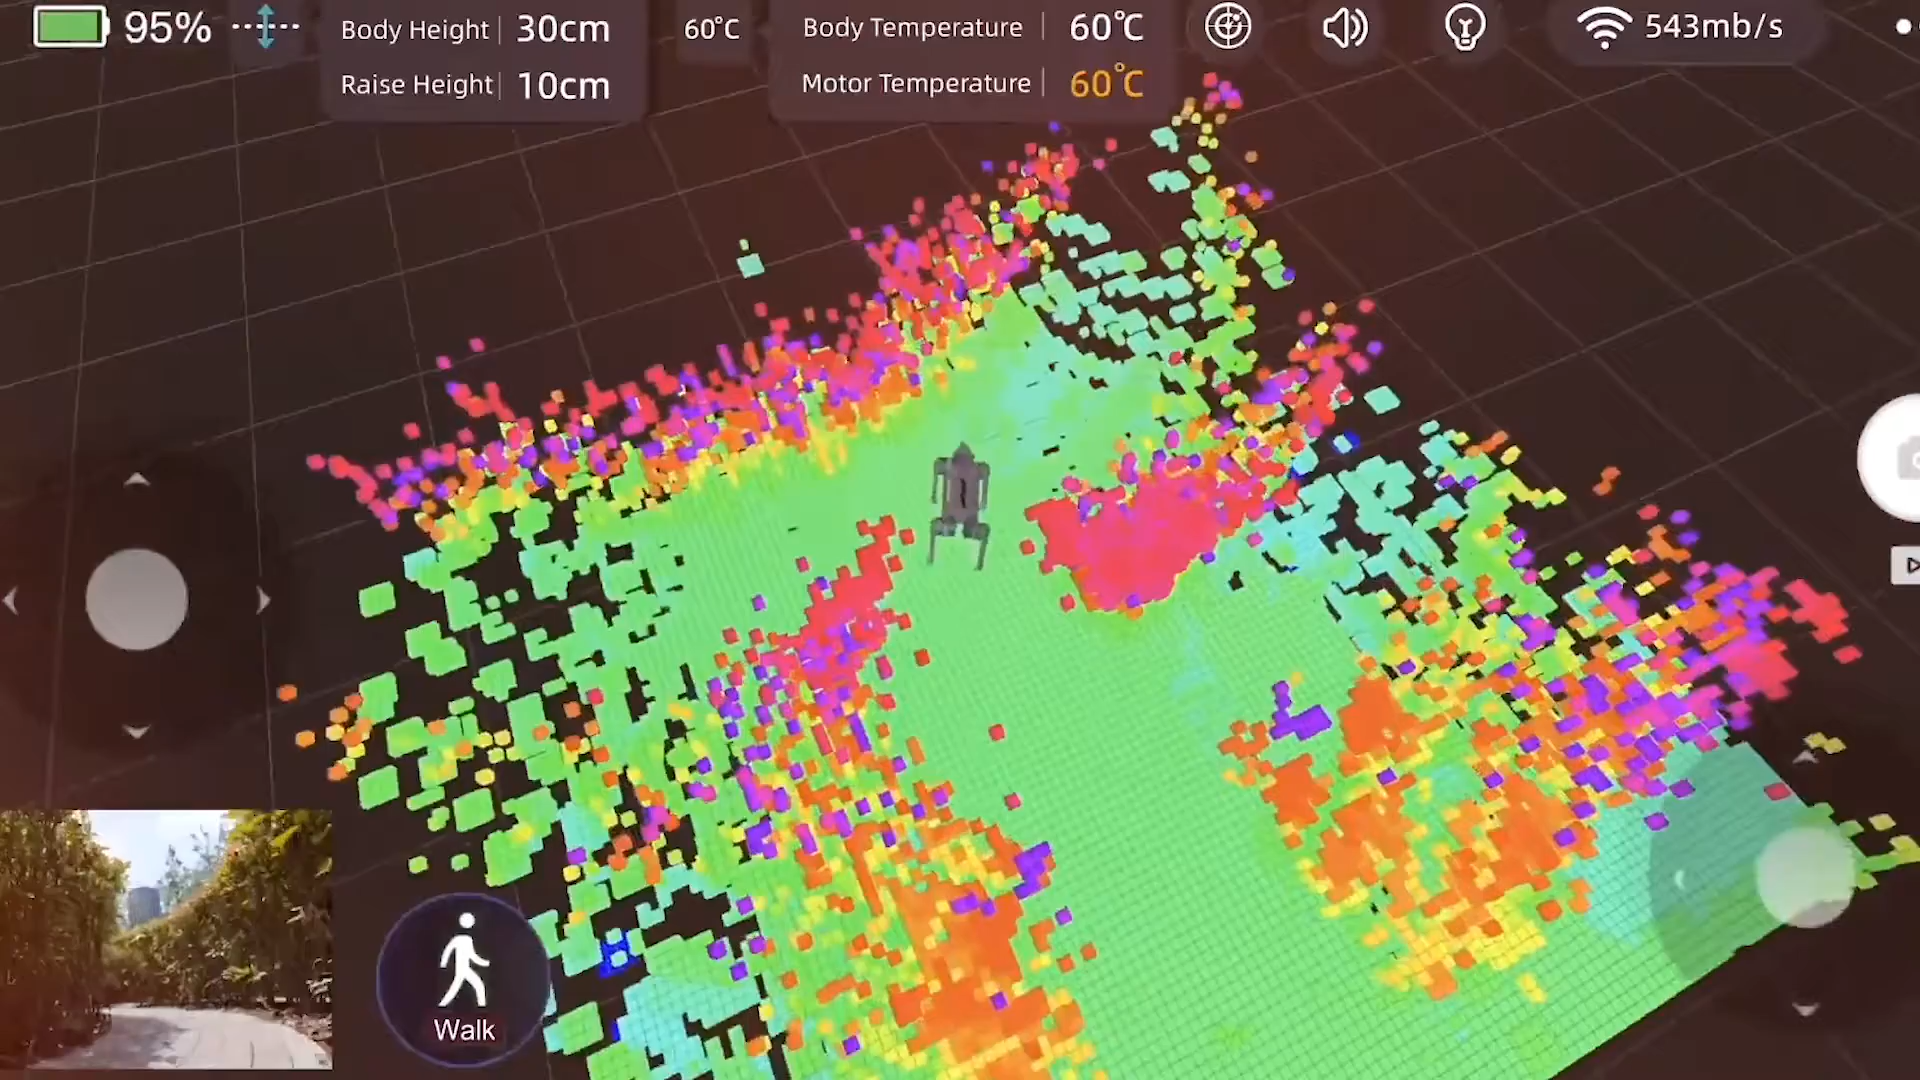 95%
Body Height 30cm
Raise Height 10cm
60℃
Body Temperature 60℃
Motor Temperature 60℃
543mb/s
Walk